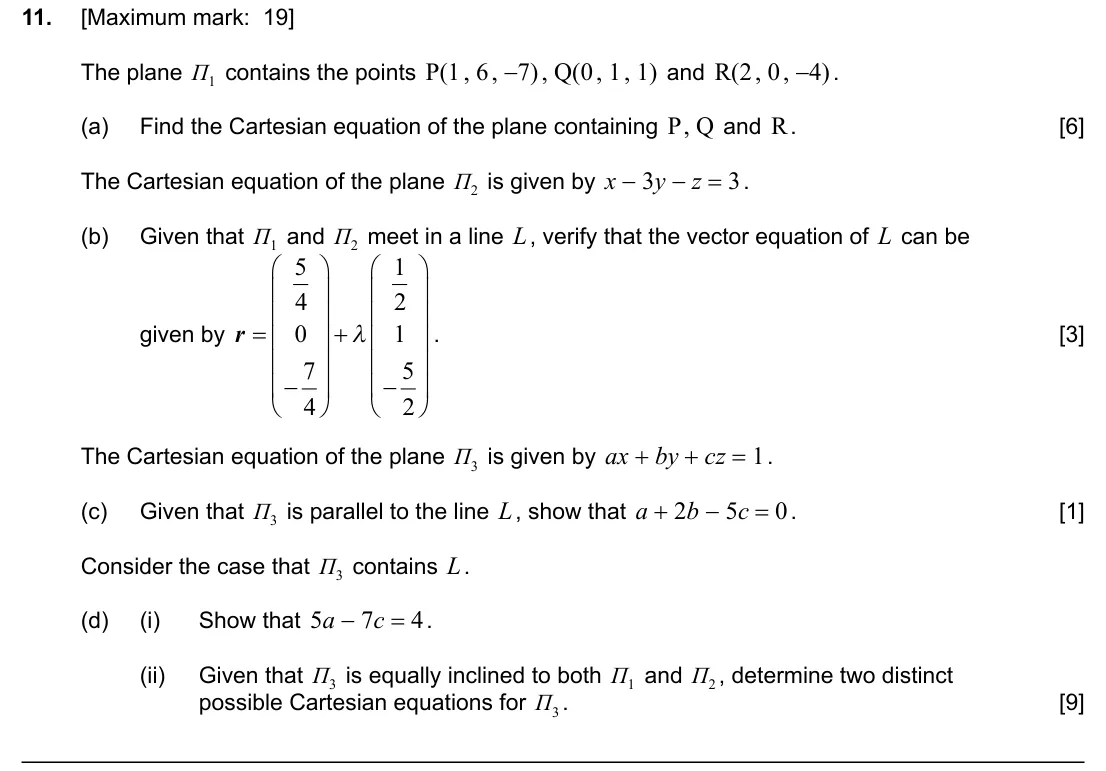 11. [Maximum mark: 19]
The plane Π₁ contains the points P(1, 6, −7), Q(0, 1, 1) and R(2, 0, −4).
(a) Find the Cartesian equation of the plane containing P, Q and R. [6]
The Cartesian equation of the plane Π₂ is given by x − 3y − z = 3.
(b) Given that Π₁ and Π₂ meet in a line L, verify that the vector equation of L can be
given by r = (5/4, 0, −7/4) + λ(1/2, 1, −5/2). [3]
The Cartesian equation of the plane Π₃ is given by ax + by + cz = 1.
(c) Given that Π₃ is parallel to the line L, show that a + 2b − 5c = 0. [1]
Consider the case that Π₃ contains L.
(d) (i) Show that 5a − 7c = 4.
(ii) Given that Π₃ is equally inclined to both Π₁ and Π₂, determine two distinct
possible Cartesian equations for Π₃. [9]